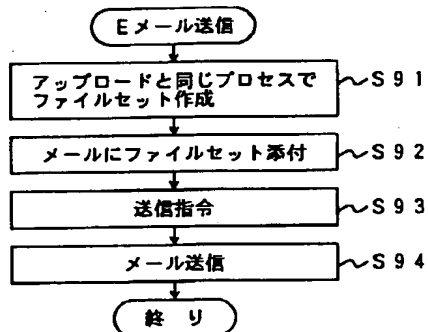 Eメール送信
アップロードと同じプロセスで
ファイルセット作成
S91
メールにファイルセット添付
S92
送信指令
S93
メール送信
S94
終り